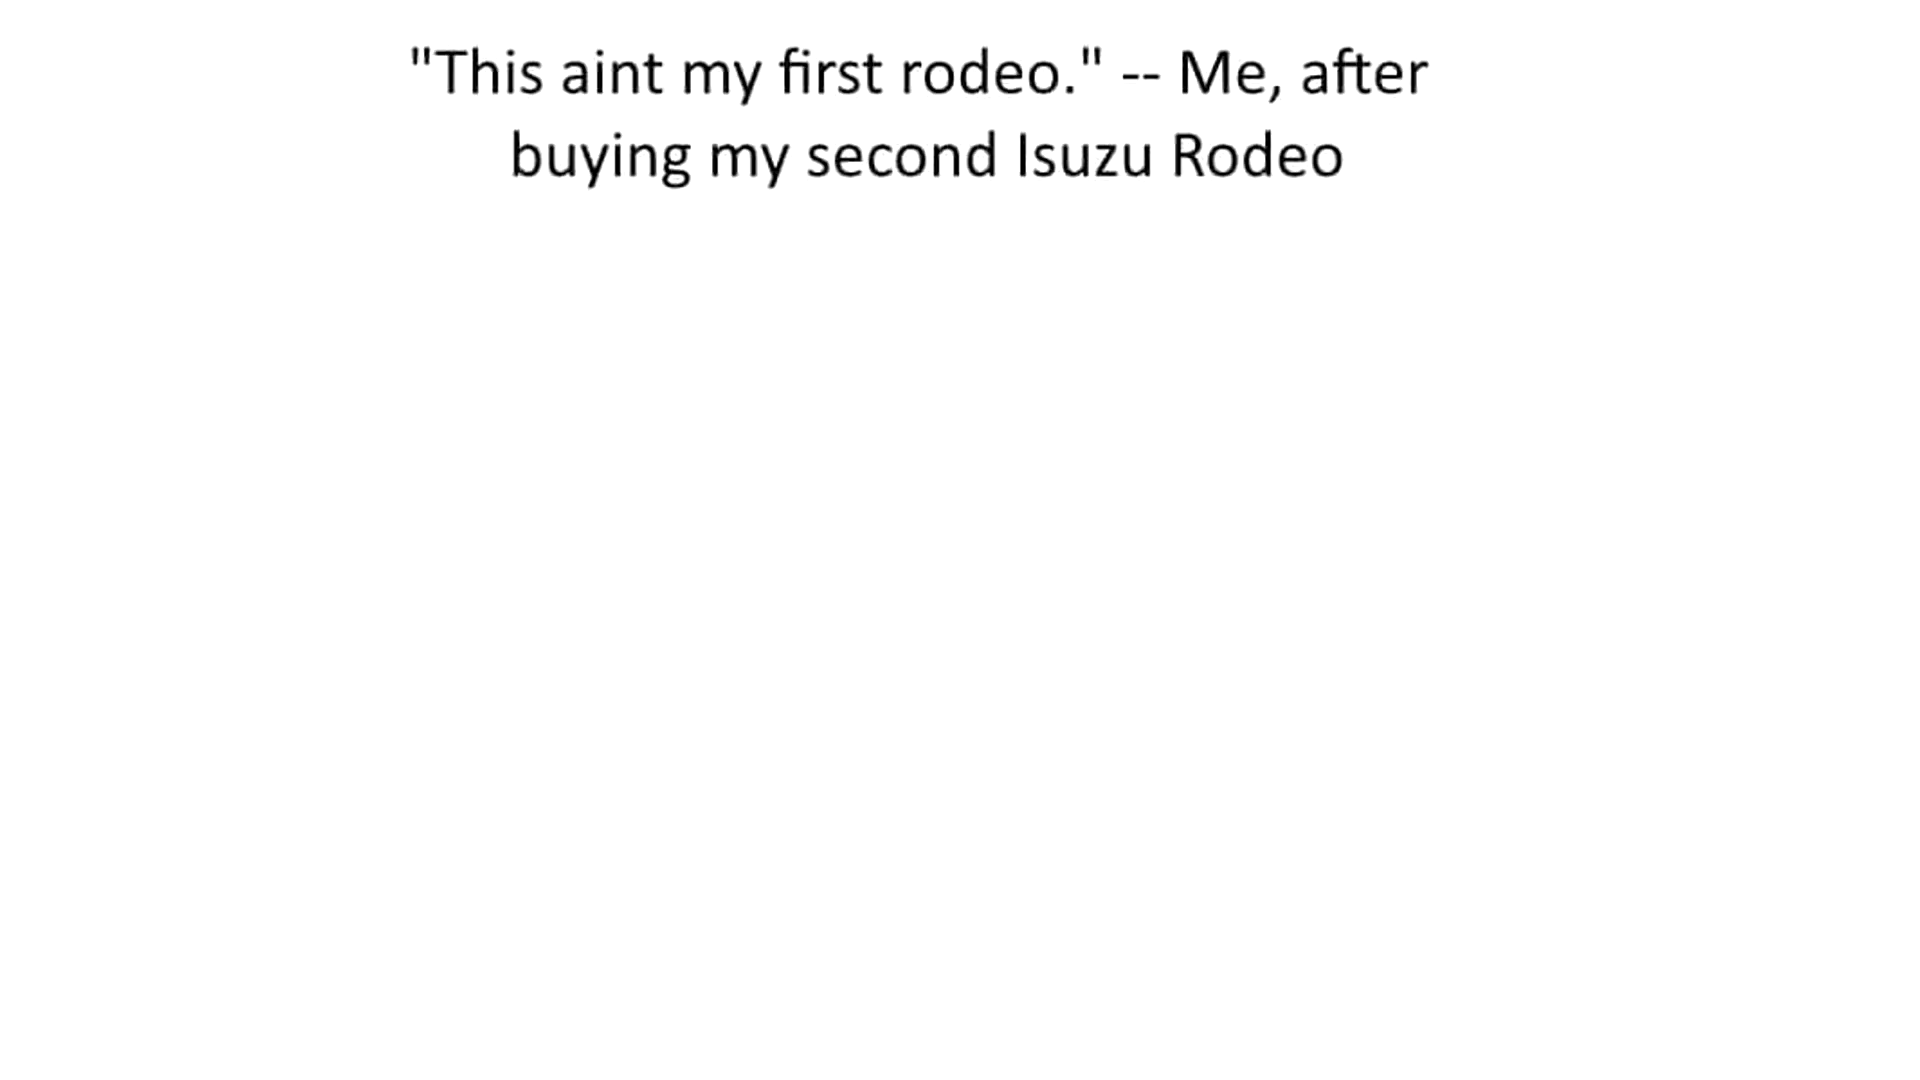 "This aint my first rodeo." -- Me, after
buying my second Isuzu Rodeo